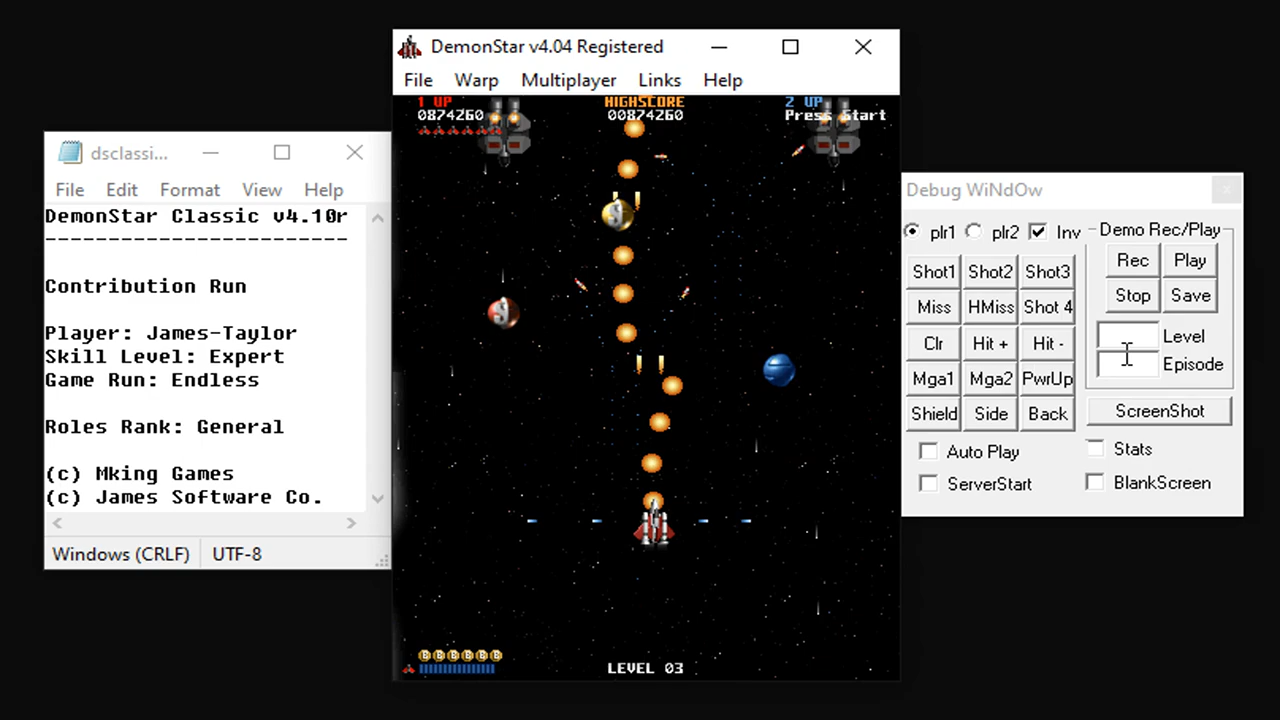 dsclassi...
File Edit Format View Help
DemonStar Classic v4.10r
------------------------
Contribution Run
Player: James-Taylor
Skill Level: Expert
Game Run: Endless
Roles Rank: General
(c) Mking Games
(c) James Software Co.
Windows (CRLF) UTF-8
DemonStar v4.04 Registered
File Warp Multiplayer Links Help
1 UP HIGHSCORE 2 UP
0874260 00874260 Press Start
S
S
B B B B B B
LEVEL 03
Debug WiNdOw
plr1 plr2 Inv
Shot1 Shot2 Shot3
Miss HMiss Shot 4
Clr Hit + Hit -
Mga1 Mga2 PwrUp
Shield Side Back
Auto Play
ServerStart
Demo Rec/Play
Rec Play
Stop Save
Level
Episode
ScreenShot
Stats
BlankScreen